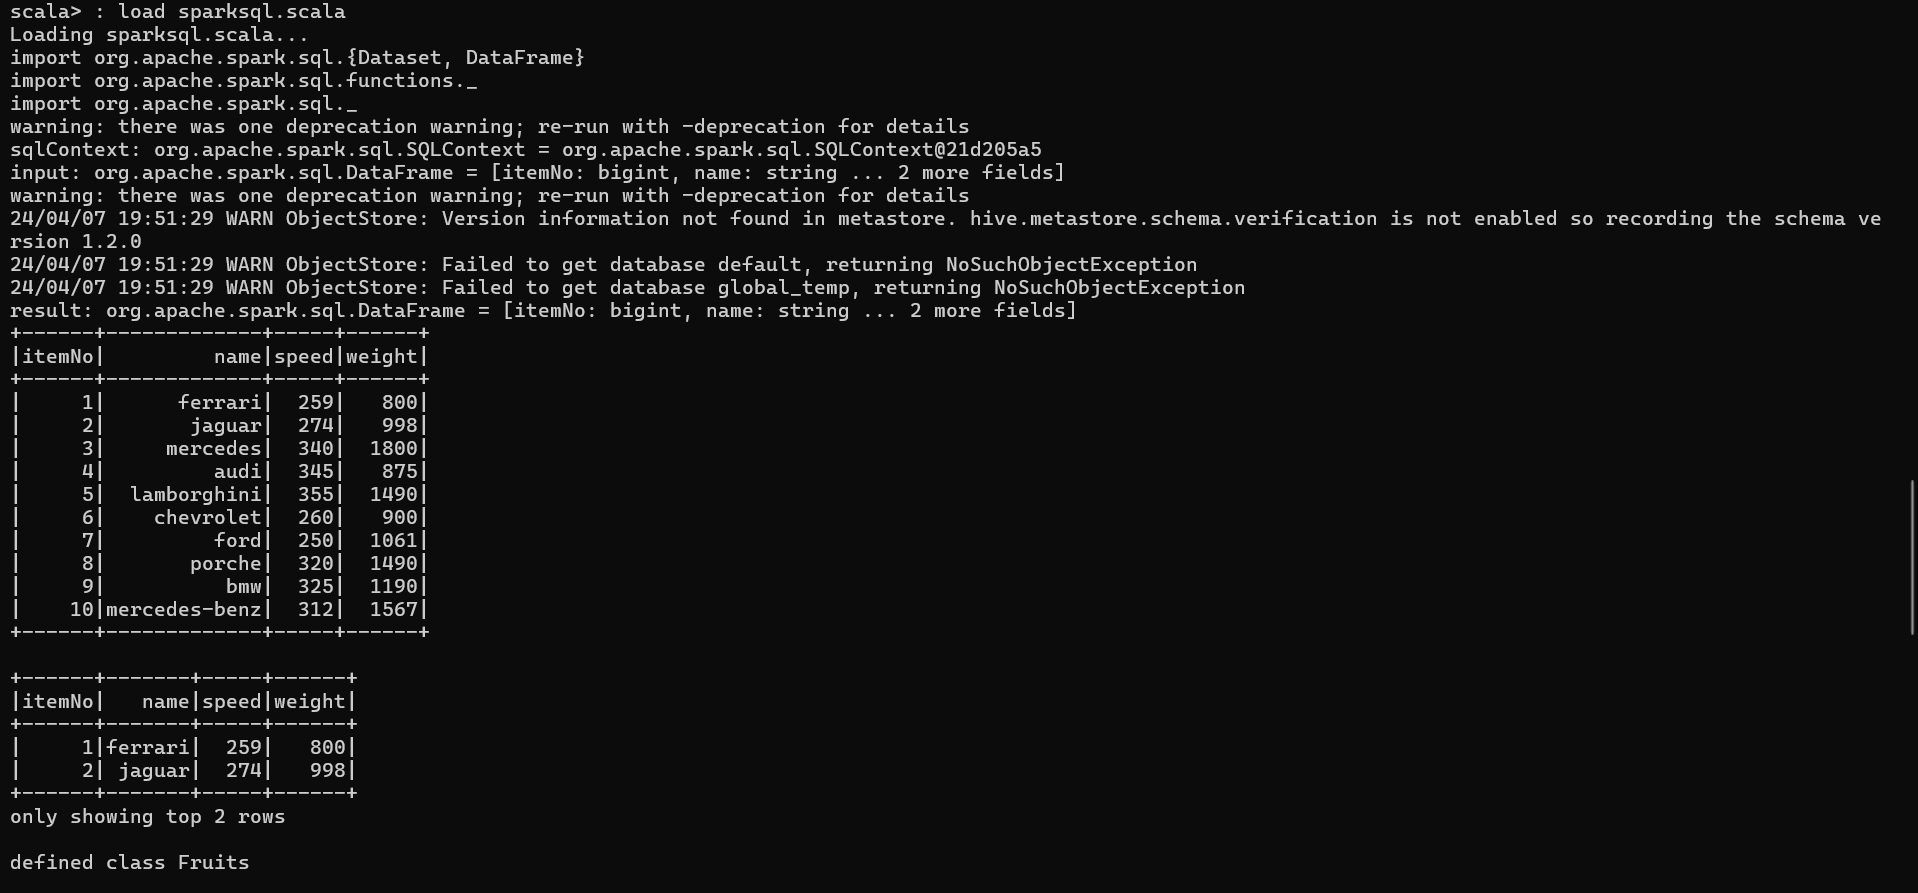 scala> : load sparksql.scala
Loading sparksql.scala...
import org.apache.spark.sql.{Dataset, DataFrame}
import org.apache.spark.sql.functions._
import org.apache.spark.sql._
warning: there was one deprecation warning; re-run with -deprecation for details
sqlContext: org.apache.spark.sql.SQLContext = org.apache.spark.sql.SQLContext@21d205a5
input: org.apache.spark.sql.DataFrame = [itemNo: bigint, name: string ... 2 more fields]
warning: there was one deprecation warning; re-run with -deprecation for details
24/04/07 19:51:29 WARN ObjectStore: Version information not found in metastore. hive.metastore.schema.verification is not enabled so recording the schema ve
rsion 1.2.0
24/04/07 19:51:29 WARN ObjectStore: Failed to get database default, returning NoSuchObjectException
24/04/07 19:51:29 WARN ObjectStore: Failed to get database global_temp, returning NoSuchObjectException
result: org.apache.spark.sql.DataFrame = [itemNo: bigint, name: string ... 2 more fields]
+------+-------------+-----+------+
|itemNo|         name|speed|weight|
+------+-------------+-----+------+
|     1|      ferrari|  259|   800|
|     2|       jaguar|  274|   998|
|     3|     mercedes|  340|  1800|
|     4|         audi|  345|   875|
|     5|  lamborghini|  355|  1490|
|     6|    chevrolet|  260|   900|
|     7|         ford|  250|  1061|
|     8|       porche|  320|  1490|
|     9|          bmw|  325|  1190|
|    10|mercedes-benz|  312|  1567|
+------+-------------+-----+------+

+------+-------+-----+------+
|itemNo|   name|speed|weight|
+------+-------+-----+------+
|     1|ferrari|  259|   800|
|     2| jaguar|  274|   998|
+------+-------+-----+------+
only showing top 2 rows

defined class Fruits